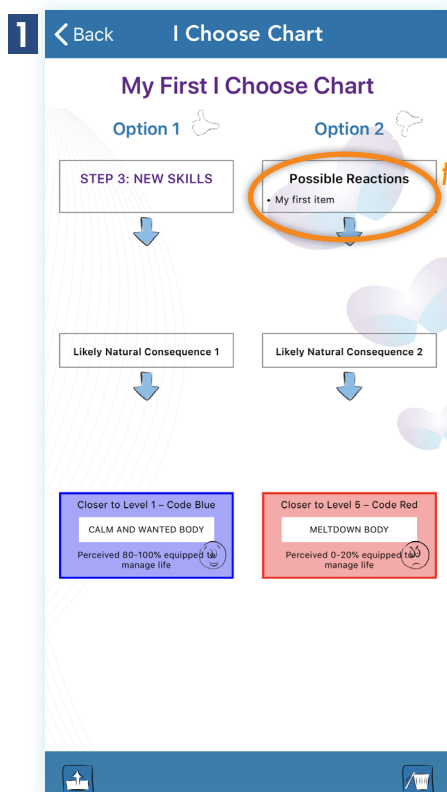 1
Back
I Choose Chart
My First I Choose Chart
Option 1
Option 2
STEP 3: NEW SKILLS
Possible Reactions
• My first item
Likely Natural Consequence 1
Likely Natural Consequence 2
Closer to Level 1 – Code Blue
CALM AND WANTED BODY
Perceived 80-100% equipped to
manage life
Closer to Level 5 – Code Red
MELTDOWN BODY
Perceived 0-20% equipped to
manage life